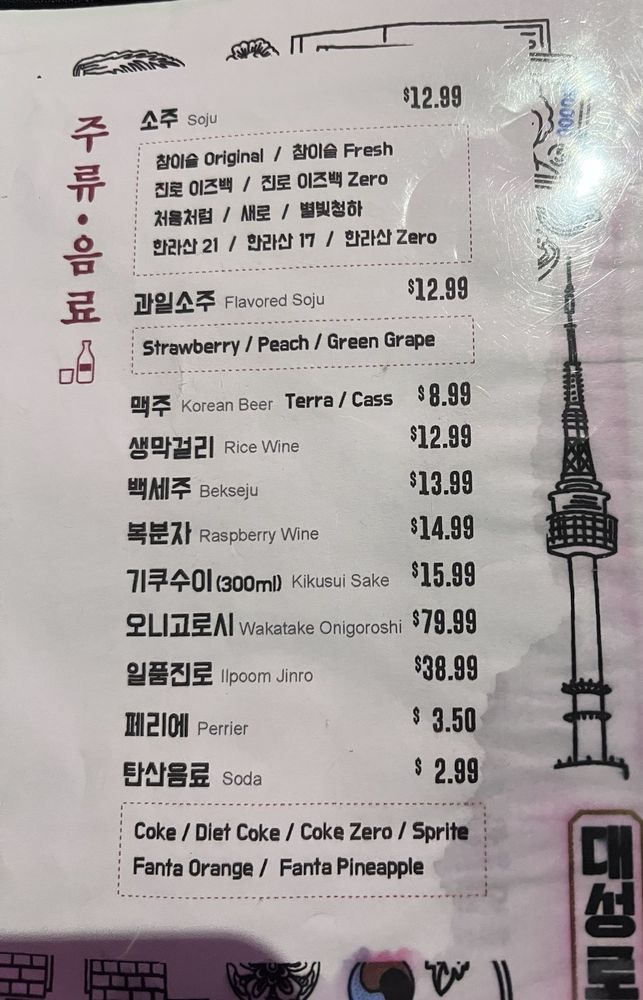 주류·음료
소주 Soju $12.99
참이슬 Original / 참이슬 Fresh
진로 이즈백 / 진로 이즈백 Zero
처음처럼 / 새로 / 별빛청하
한라산 21 / 한라산 17 / 한라산 Zero
과일소주 Flavored Soju $12.99
Strawberry / Peach / Green Grape
맥주 Korean Beer Terra / Cass $8.99
생막걸리 Rice Wine $12.99
백세주 Bekseju $13.99
복분자 Raspberry Wine $14.99
기쿠수이 (300ml) Kikusui Sake $15.99
오니고로시 Wakatake Onigoroshi $79.99
일품진로 Ilpoom Jinro $38.99
페리에 Perrier $ 3.50
탄산음료 Soda $ 2.99
Coke / Diet Coke / Coke Zero / Sprite
Fanta Orange / Fanta Pineapple
대성